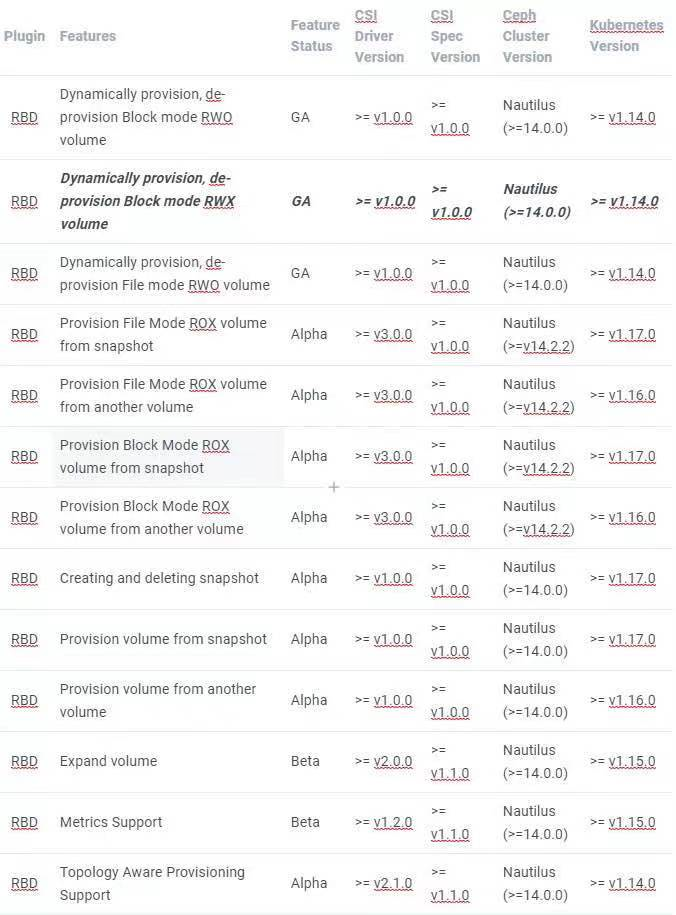 Plugin Features Feature Status CSI Driver Version CSI Spec Version Ceph Cluster Version Kubernetes Version
RBD Dynamically provision, de-provision Block mode RWO volume GA >= v1.0.0 >= v1.0.0 Nautilus (>=14.0.0) >= v1.14.0
RBD Dynamically provision, de-provision Block mode RWX volume GA >= v1.0.0 >= v1.0.0 Nautilus (>=14.0.0) >= v1.14.0
RBD Dynamically provision, de-provision File mode RWO volume GA >= v1.0.0 >= v1.0.0 Nautilus (>=14.0.0) >= v1.14.0
RBD Provision File Mode ROX volume from snapshot Alpha >= v3.0.0 >= v1.0.0 Nautilus (>=v14.2.2) >= v1.17.0
RBD Provision File Mode ROX volume from another volume Alpha >= v3.0.0 >= v1.0.0 Nautilus (>=v14.2.2) >= v1.16.0
RBD Provision Block Mode ROX volume from snapshot Alpha >= v3.0.0 >= v1.0.0 Nautilus (>=v14.2.2) >= v1.17.0
RBD Provision Block Mode ROX volume from another volume Alpha >= v3.0.0 >= v1.0.0 Nautilus (>=v14.2.2) >= v1.16.0
RBD Creating and deleting snapshot Alpha >= v1.0.0 >= v1.0.0 Nautilus (>=14.0.0) >= v1.17.0
RBD Provision volume from snapshot Alpha >= v1.0.0 >= v1.0.0 Nautilus (>=14.0.0) >= v1.17.0
RBD Provision volume from another volume Alpha >= v1.0.0 >= v1.0.0 Nautilus (>=14.0.0) >= v1.16.0
RBD Expand volume Beta >= v2.0.0 >= v1.1.0 Nautilus (>=14.0.0) >= v1.15.0
RBD Metrics Support Beta >= v1.2.0 >= v1.1.0 Nautilus (>=14.0.0) >= v1.15.0
RBD Topology Aware Provisioning Support Alpha >= v2.1.0 >= v1.1.0 Nautilus (>=14.0.0) >= v1.14.0